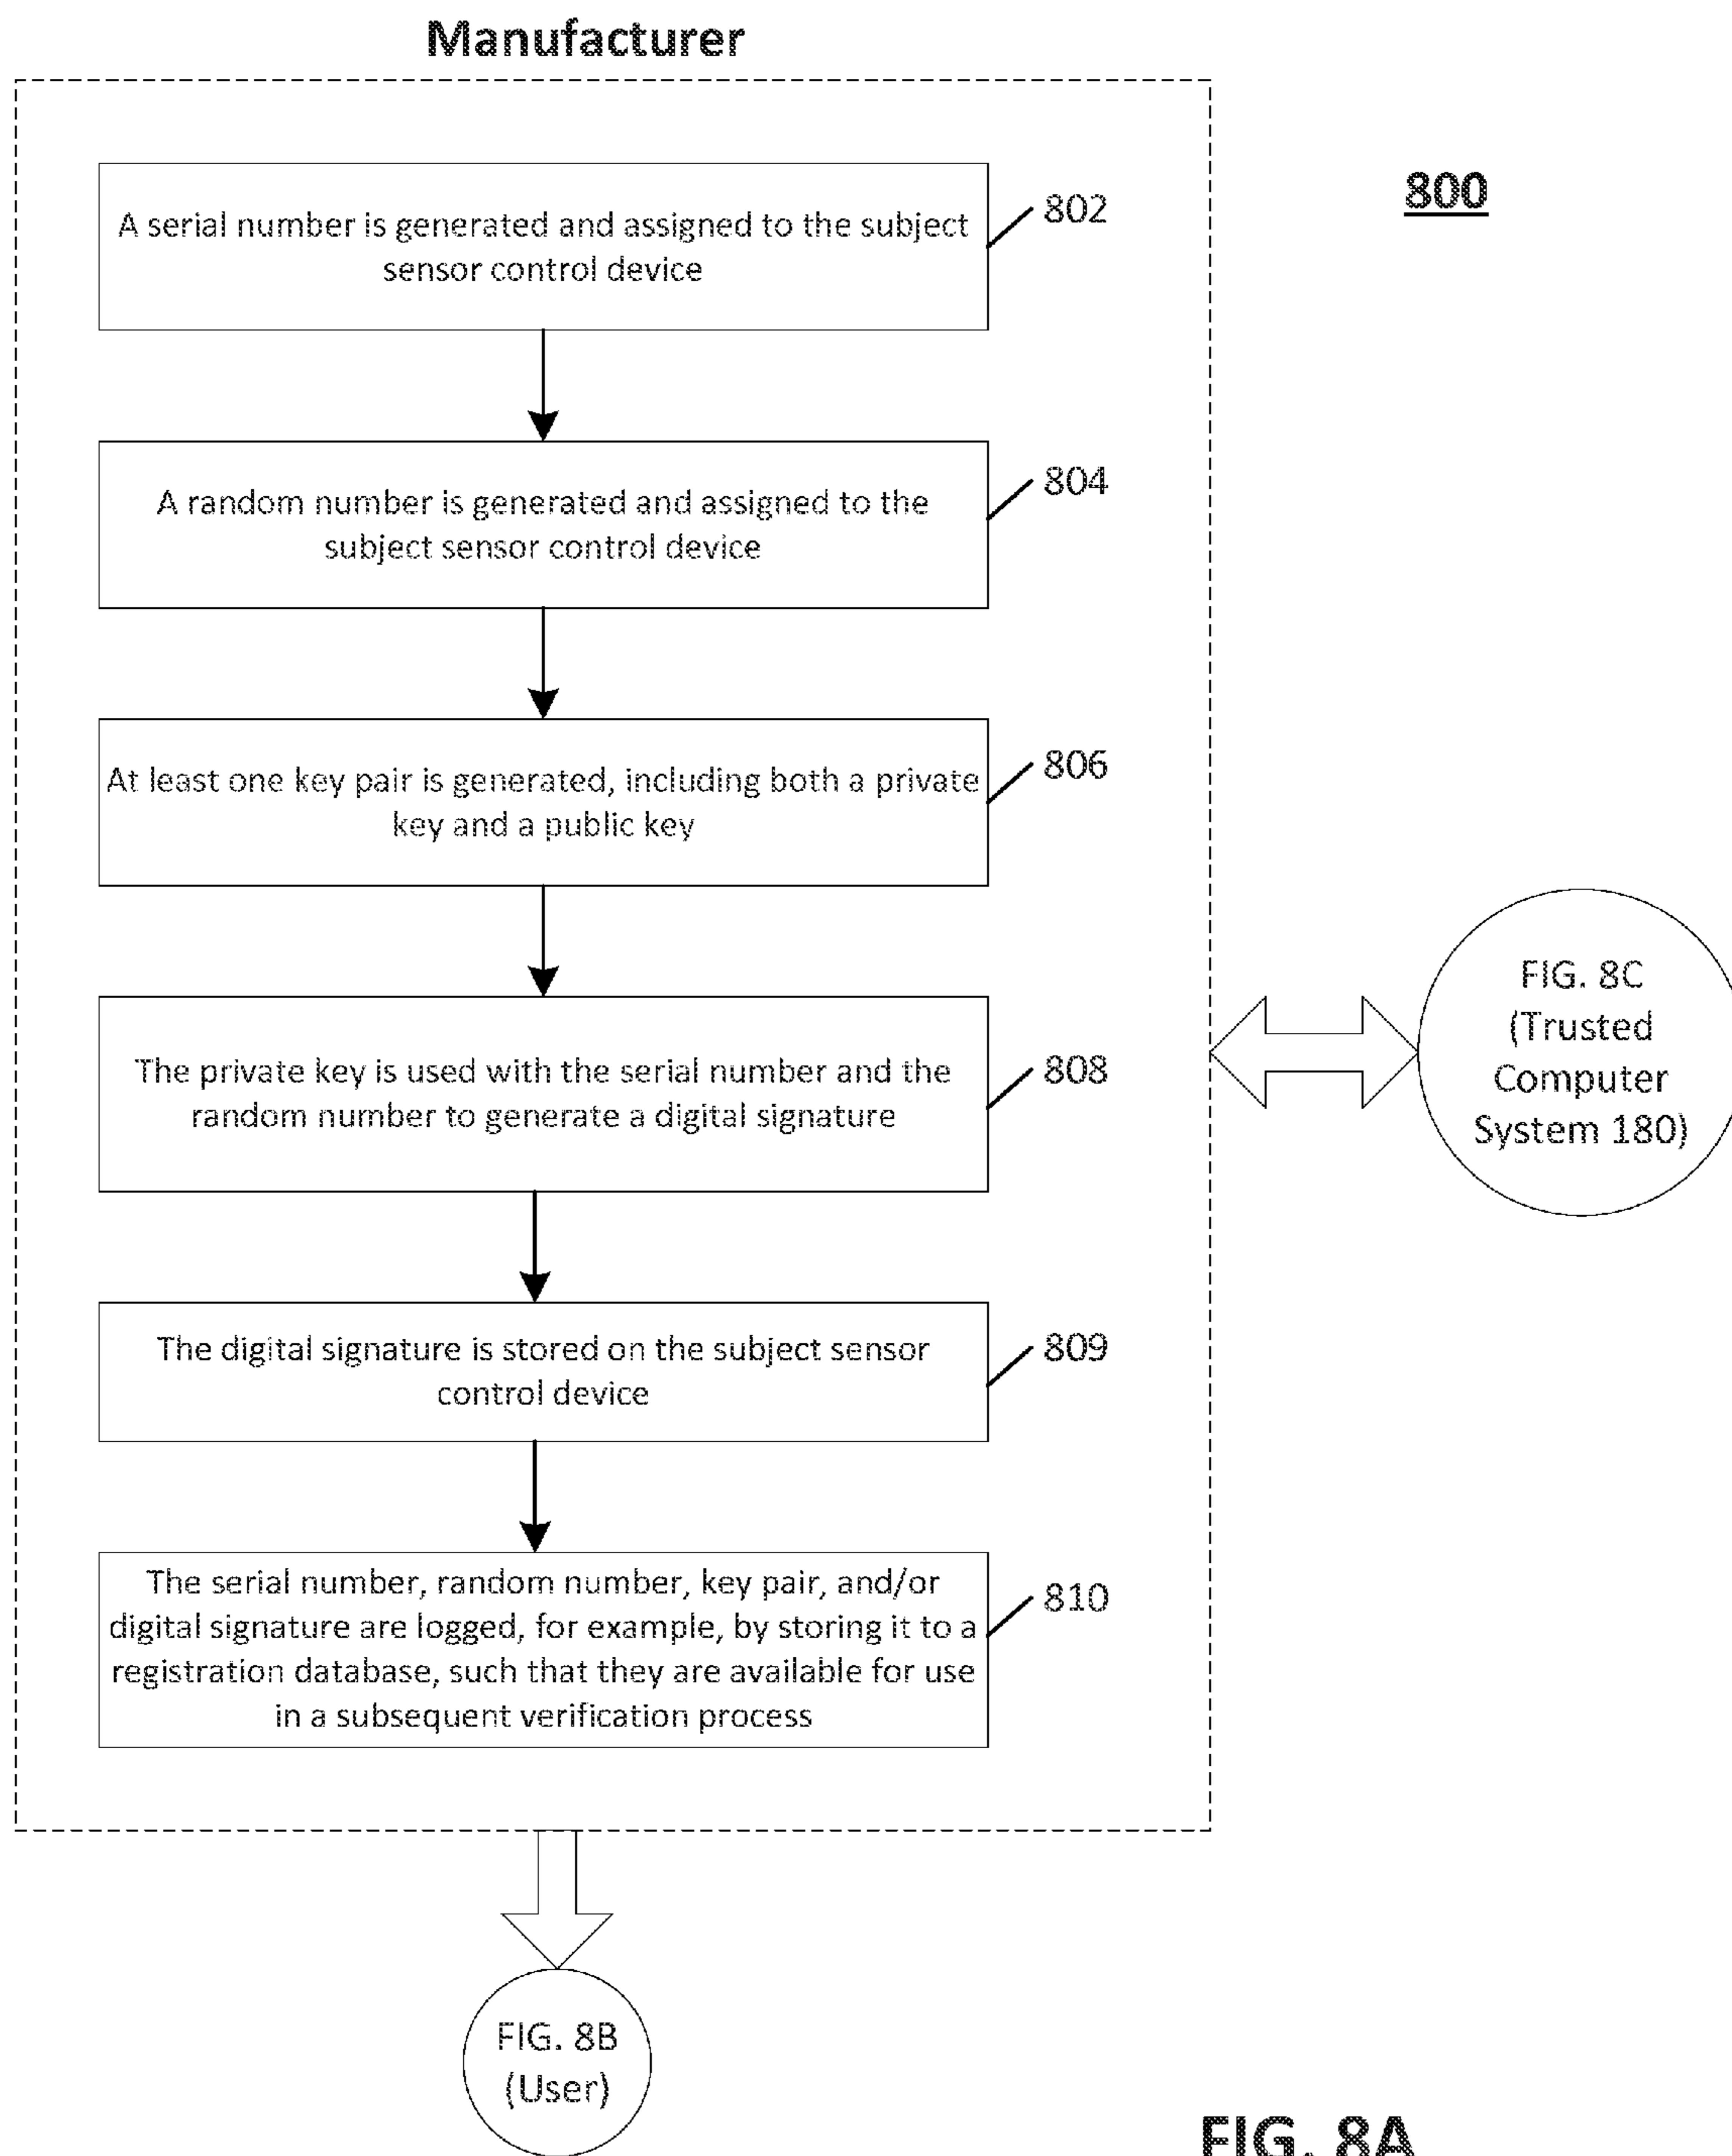 Manufacturer
800
A serial number is generated and assigned to the subject
sensor control device
802
A random number is generated and assigned to the
subject sensor control device
804
At least one key pair is generated, including both a private
key and a public key
806
The private key is used with the serial number and the
random number to generate a digital signature
808
FIG. 8C
(Trusted
Computer
System 180)
The digital signature is stored on the subject sensor
control device
809
The serial number, random number, key pair, and/or
digital signature are logged, for example, by storing it to a
registration database, such that they are available for use
in a subsequent verification process
810
FIG. 8B
(User)
FIG. 8A